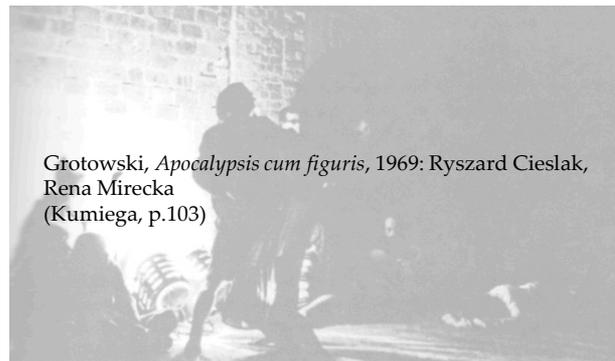 Grotowski, Apocalypsis cum figuris, 1969: Ryszard Cieslak,
Rena Mirecka
(Kumiega, p.103)